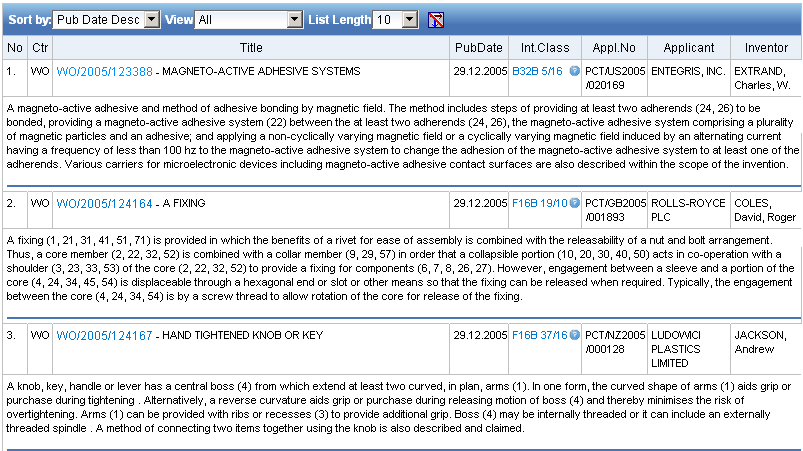 Sort by: Pub Date Desc View All List Length 10
No Ctr Title PubDate Int.Class Appl.No Applicant Inventor
1. WO WO/2005/123388 - MAGNETO-ACTIVE ADHESIVE SYSTEMS 29.12.2005 B32B 5/16 ? PCT/US2005 ENTEGRIS, INC. EXTRAND,
/020169 Charles, W.
A magneto-active adhesive and method of adhesive bonding by magnetic field. The method includes steps of providing at least two adherends (24, 26) to be
bonded, providing a magneto-active adhesive system (22) between the at least two adherends (24, 26), the magneto-active adhesive system comprising a plurality
of magnetic particles and an adhesive; and applying a non-cyclically varying magnetic field or a cyclically varying magnetic field induced by an alternating current
having a frequency of less than 100 hz to the magneto-active adhesive system to change the adhesion of the magneto-active adhesive system to at least one of the
adherends. Various carriers for microelectronic devices including magneto-active adhesive contact surfaces are also described within the scope of the invention.
2. WO WO/2005/124164 - A FIXING 29.12.2005 F16B 19/10 ? PCT/GB2005 ROLLS-ROYCE COLES,
/001893 PLC David, Roger
A fixing (1, 21, 31, 41, 51, 71) is provided in which the benefits of a rivet for ease of assembly is combined with the releasability of a nut and bolt arrangement.
Thus, a core member (2, 22, 32, 52) is combined with a collar member (9, 29, 57) in order that a collapsible portion (10, 20, 30, 40, 50) acts in co-operation with a
shoulder (3, 23, 33, 53) of the core (2, 22, 32, 52) to provide a fixing for components (6, 7, 8, 26, 27). However, engagement between a sleeve and a portion of the
core (4, 24, 34, 45, 54) is displaceable through a hexagonal end or slot or other means so that the fixing can be released when required. Typically, the engagement
between the core (4, 24, 34, 54) is by a screw thread to allow rotation of the core for release of the fixing.
3. WO WO/2005/124167 - HAND TIGHTENED KNOB OR KEY 29.12.2005 F16B 37/16 ? PCT/NZ2005 LUDOWICI JACKSON,
/000128 PLASTICS Andrew
LIMITED
A knob, key, handle or lever has a central boss (4) from which extend at least two curved, in plan, arms (1). In one form, the curved shape of arms (1) aids grip or
purchase during tightening . Alternatively, a reverse curvature aids grip or purchase during releasing motion of boss (4) and thereby minimises the risk of
overtightening. Arms (1) can be provided with ribs or recesses (3) to provide additional grip. Boss (4) may be internally threaded or it can include an externally
threaded spindle . A method of connecting two items together using the knob is also described and claimed.